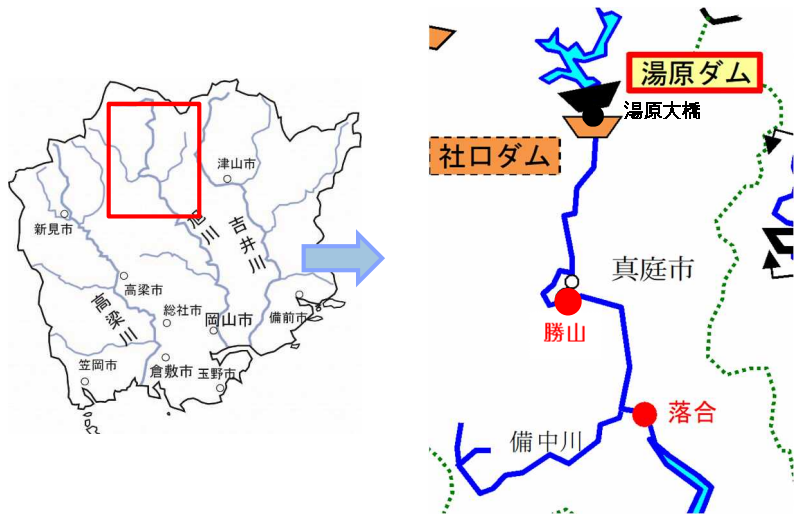 津山市
新見市
旭川
吉井川
高梁市
高梁川
総社市
岡山市
備前市
笠岡市
倉敷市
玉野市
湯原ダム
湯原大橋
社口ダム
真庭市
勝山
落合
備中川